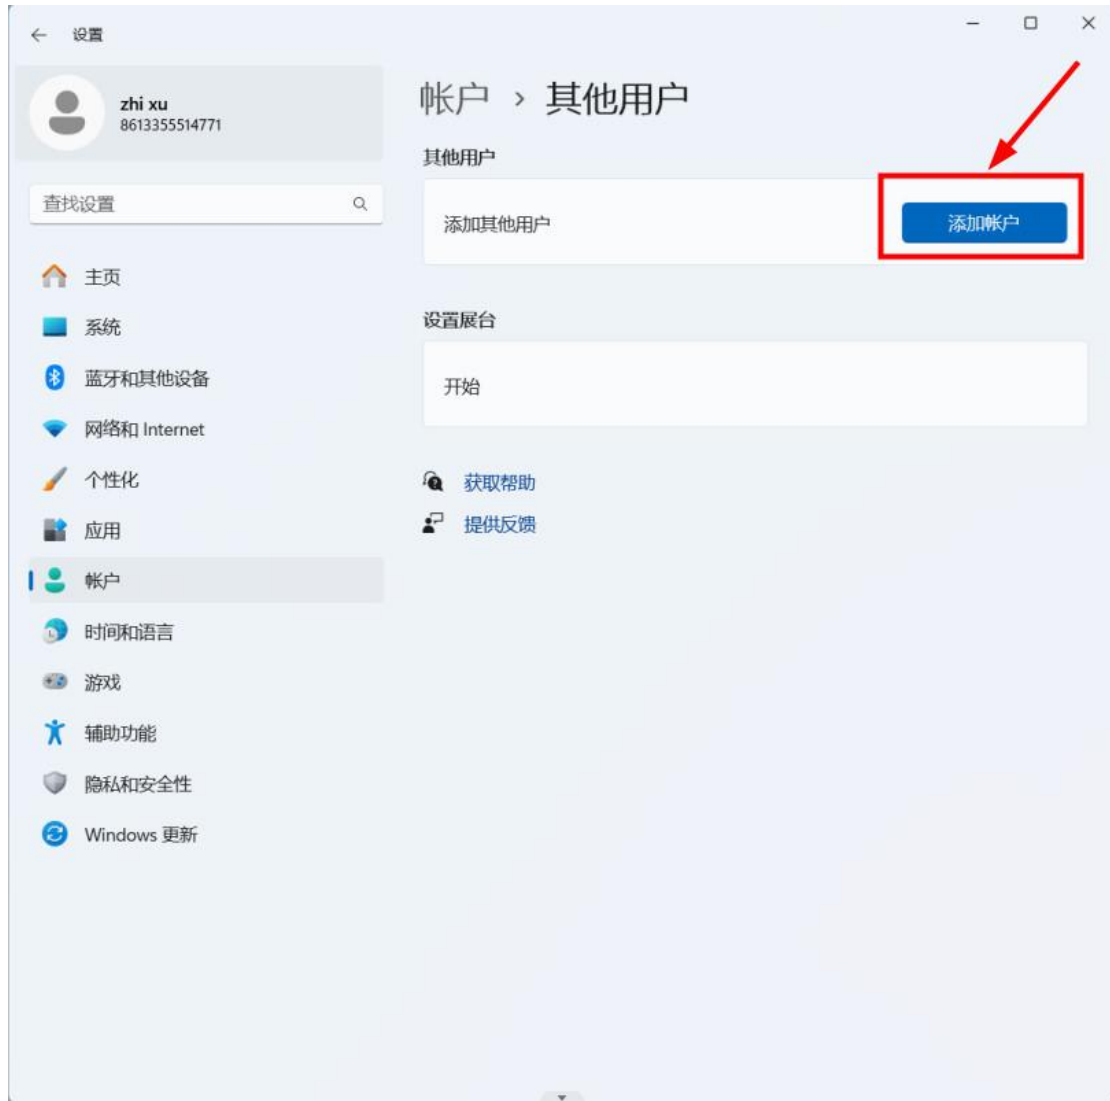 设置
zhi xu
8613355514771
查找设置
主页
系统
蓝牙和其他设备
网络和 Internet
个性化
应用
帐户
时间和语言
游戏
辅助功能
隐私和安全性
Windows 更新
帐户 › 其他用户
其他用户
添加其他用户
添加帐户
设置展台
开始
获取帮助
提供反馈